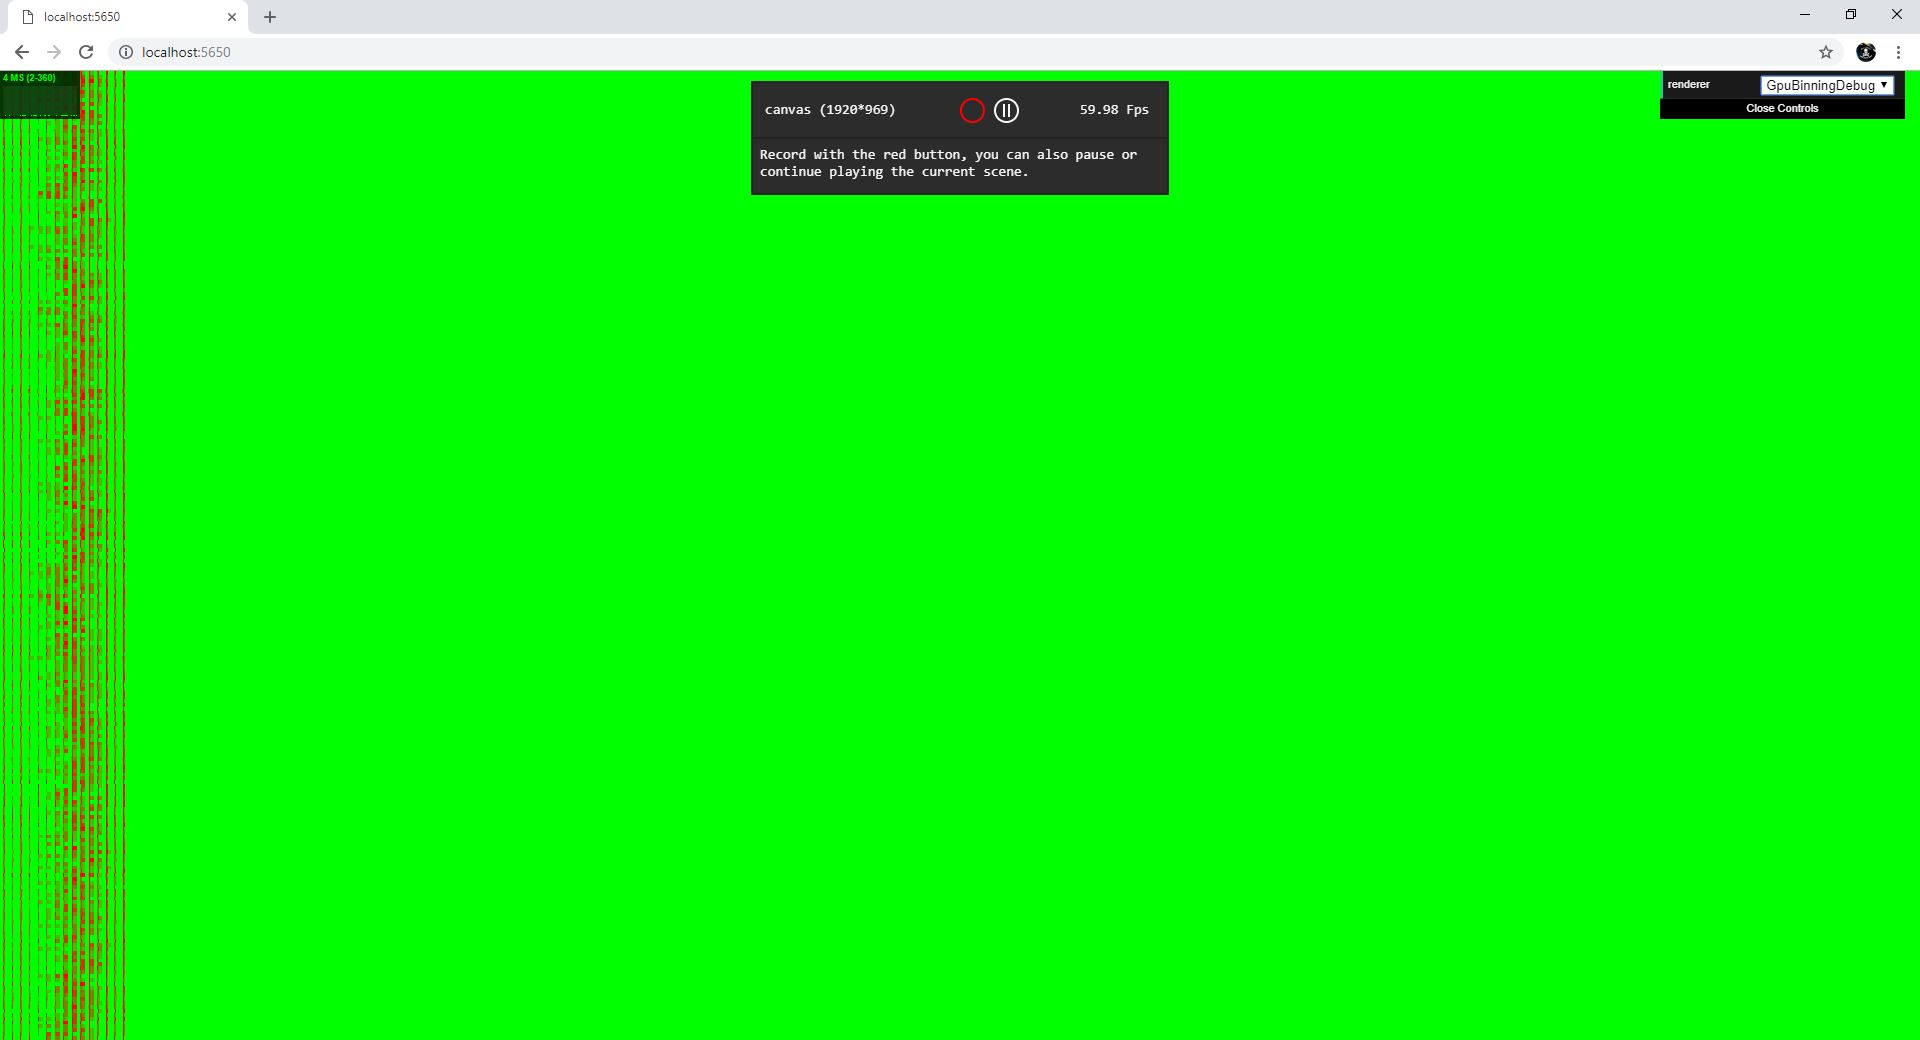 localhost:5650
localhost:5650
4 MS (2-360)
canvas (1920*969)
59.98 Fps
Record with the red button, you can also pause or
continue playing the current scene.
renderer
GpuBinningDebug
Close Controls